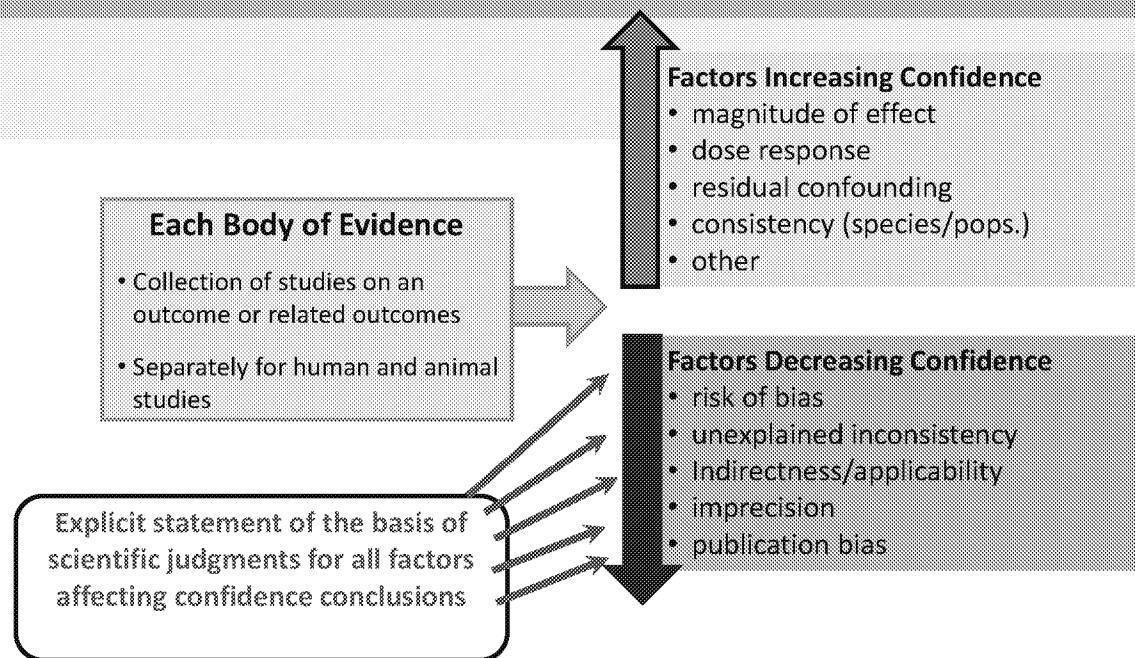 Factors Increasing Confidence
• magnitude of effect
• dose response
• residual confounding
• consistency (species/pops.)
• other
Each Body of Evidence
• Collection of studies on an
outcome or related outcomes
• Separately for human and animal
studies
Factors Decreasing Confidence
• risk of bias
• unexplained inconsistency
• Indirectness/applicability
• imprecision
• publication bias
Explicit statement of the basis of
scientific judgments for all factors
affecting confidence conclusions